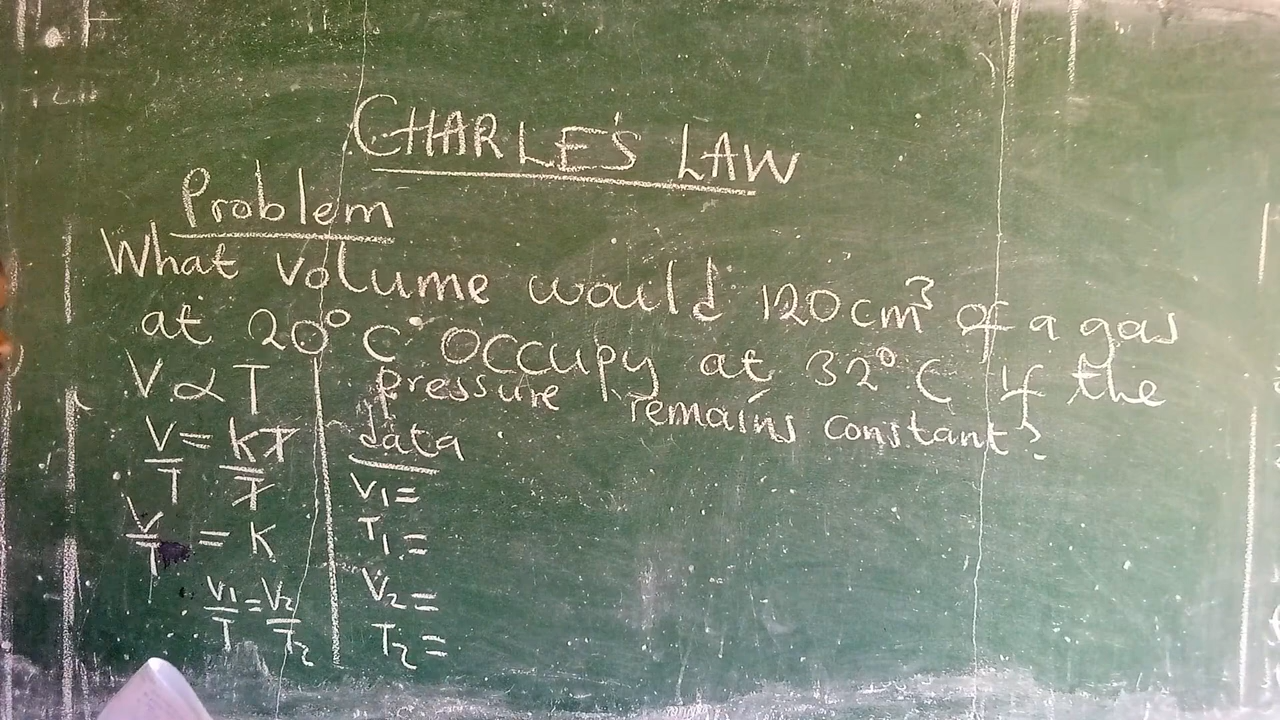 CHARLE'S LAW
Problem
What volume would 120cm³ of a gas
at 20°C occupy at 32°C if the
pressure remains constant?
V ∝ T
V/T = kT/T
V/T = K
V1/T = V2/T2
data
V1 =
T1 =
V2 =
T2 =